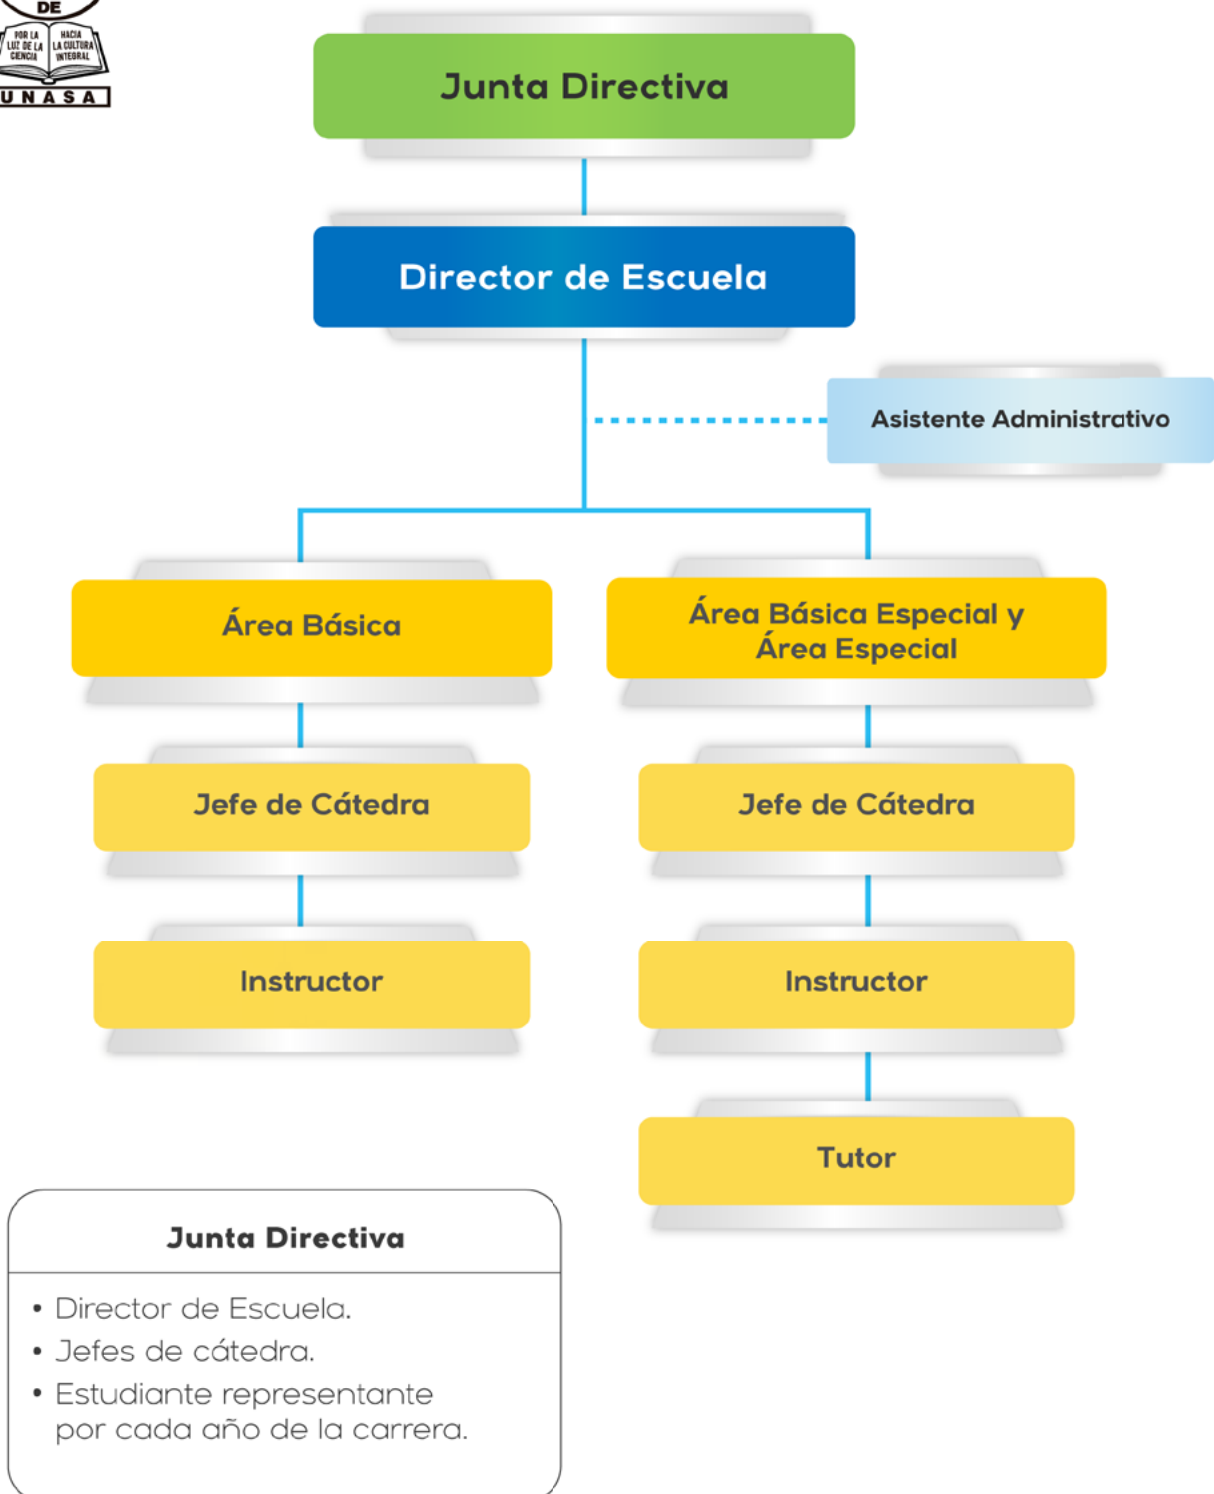 DE
POR LA
LUZ DE LA
CIENCIA
HACIA
LA CULTURA
INTEGRAL
UNASA
Junta Directiva
Director de Escuela
Asistente Administrativo
Área Básica
Área Básica Especial y
Área Especial
Jefe de Cátedra
Jefe de Cátedra
Instructor
Instructor
Tutor
Junta Directiva
• Director de Escuela.
• Jefes de cátedra.
• Estudiante representante
por cada año de la carrera.